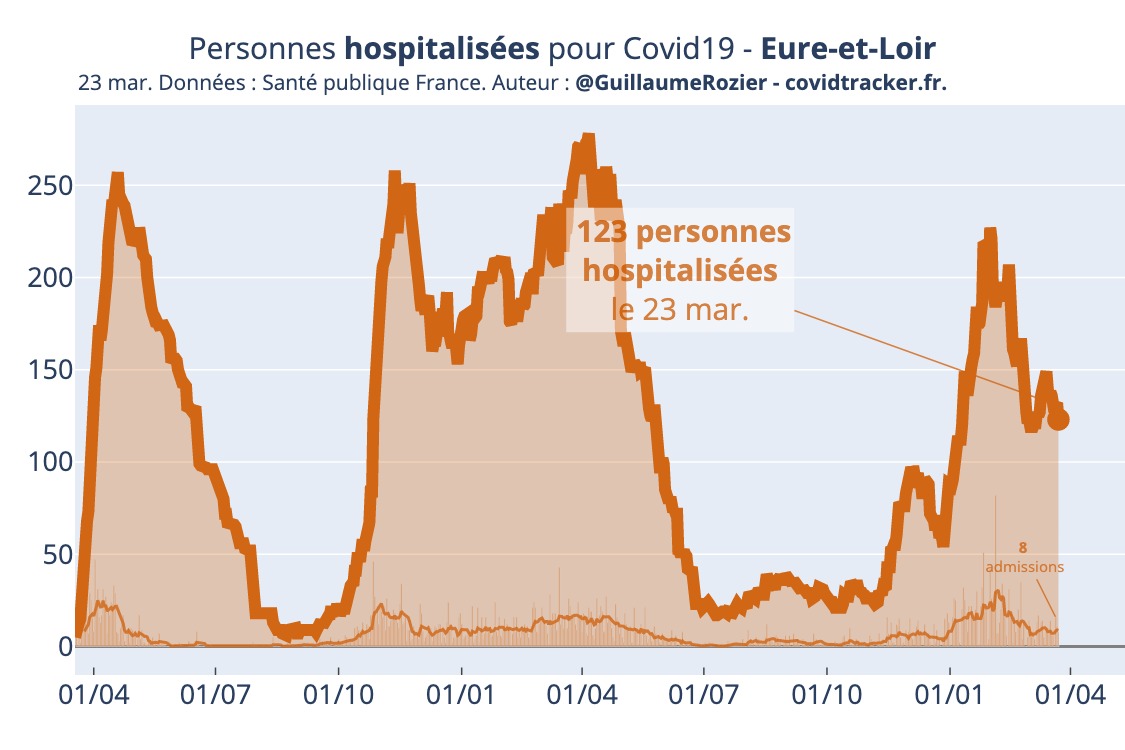 Personnes hospitalisées pour Covid19 - Eure-et-Loir
23 mar. Données : Santé publique France. Auteur : @GuillaumeRozier - covidtracker.fr.
250
200
150
100
50
0
123 personnes
hospitalisées
le 23 mar.
8
admissions
01/04 01/07 01/10 01/01 01/04 01/07 01/10 01/01 01/04